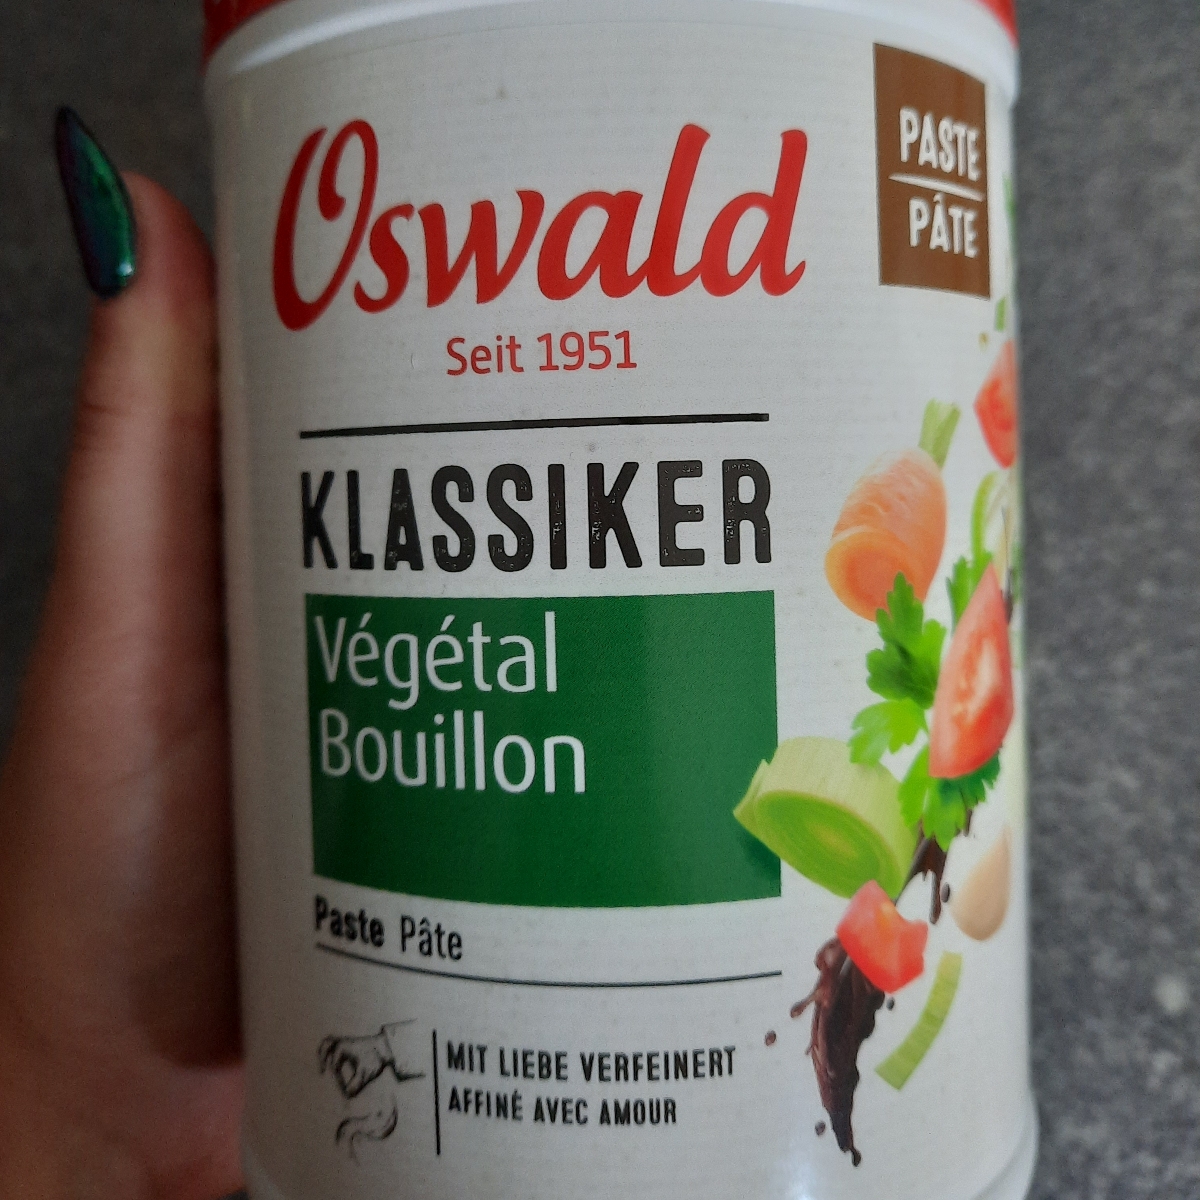 Oswald
Seit 1951
PASTE
PÂTE
KLASSIKER
Végétal
Bouillon
Paste Pâte
MIT LIEBE VERFEINERT
AFFINÉ AVEC AMOUR